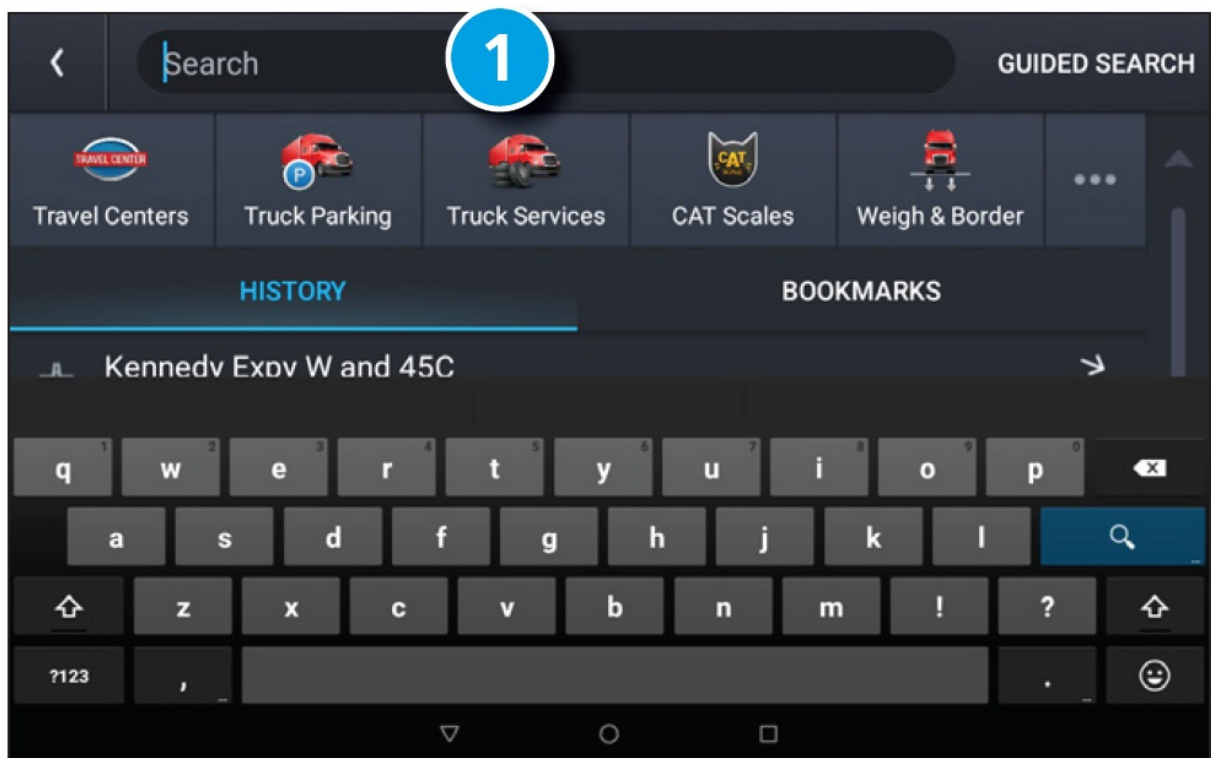 1
Search
GUIDED SEARCH
TRAVEL CENTER
P
CAT
SCALE
Travel Centers Truck Parking Truck Services CAT Scales Weigh & Border
HISTORY BOOKMARKS
Kennedy Expy W and 45C
1 2 3 4 5 6 7 8 9 0
q w e r t y u i o p
a s d f g h j k l
z x c v b n m ! ?
?123 , .